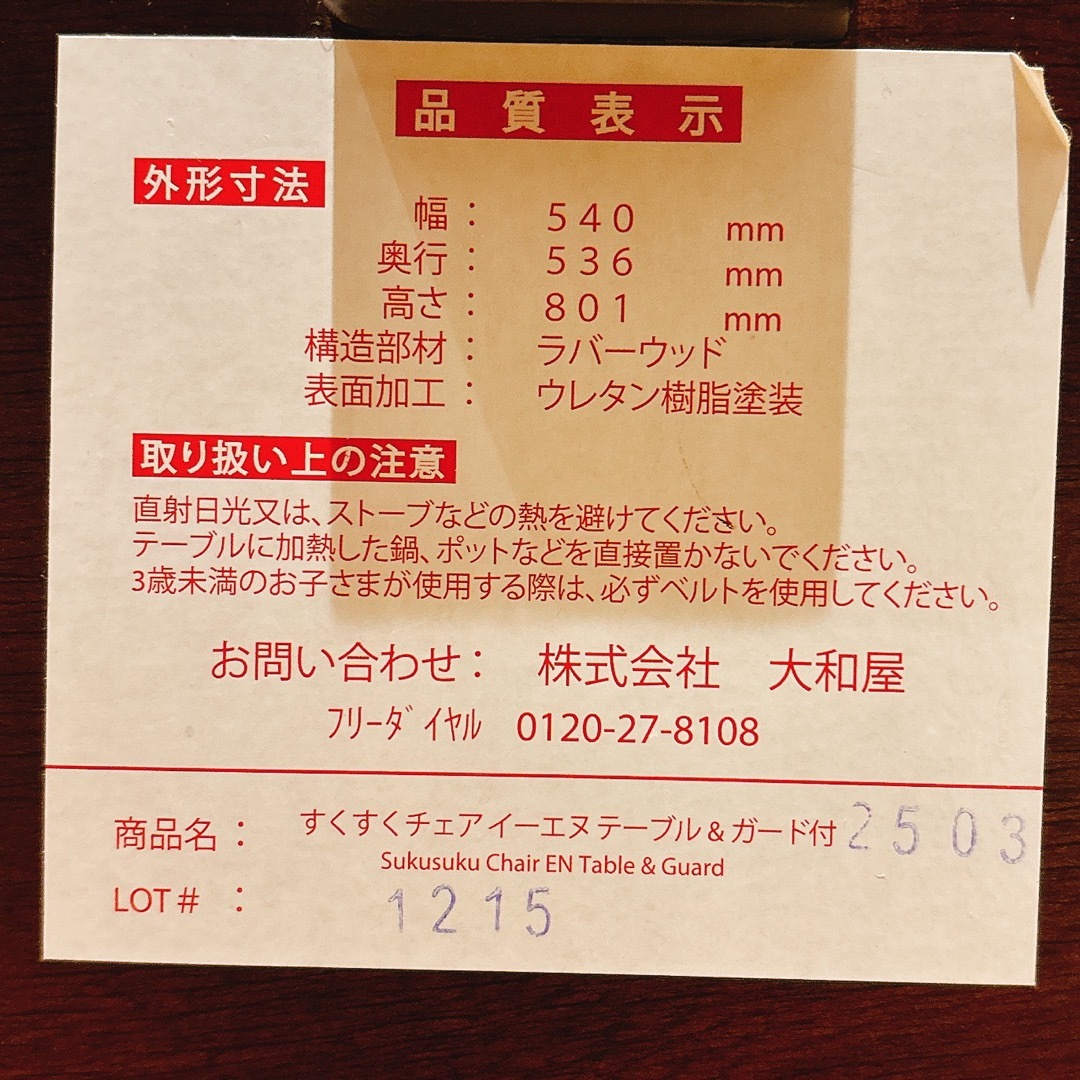 品質表示
外形寸法
幅： 540 mm
奥行： 536 mm
高さ： 801 mm
構造部材： ラバーウッド
表面加工： ウレタン樹脂塗装
取り扱い上の注意
直射日光又は、ストーブなどの熱を避けてください。
テーブルに加熱した鍋、ポットなどを直接置かないでください。
3歳未満のお子さまが使用する際は、必ずベルトを使用してください。
お問い合わせ： 株式会社 大和屋
ﾌﾘｰﾀﾞｲﾔﾙ 0120-27-8108
商品名： すくすくチェアイーエヌテーブル＆ガード付 2503
Sukusuku Chair EN Table & Guard
LOT#： 1215